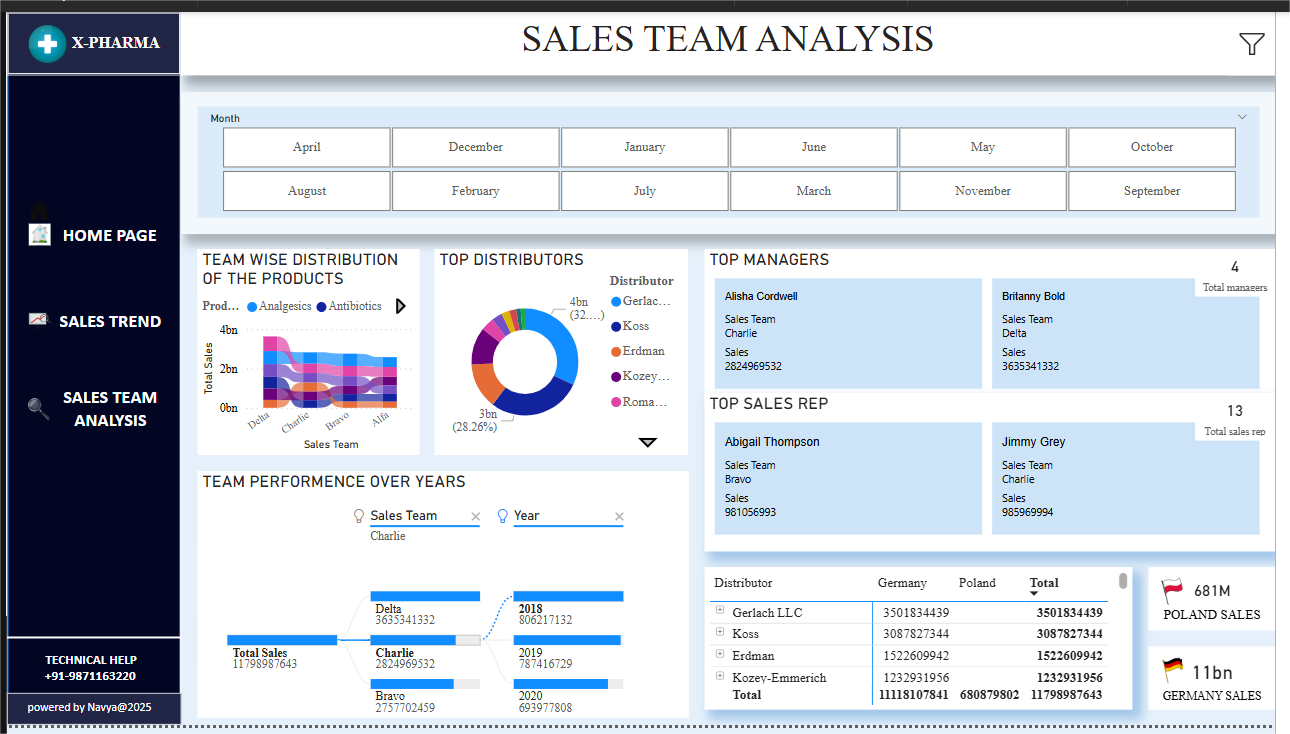 X-PHARMA
SALES TEAM ANALYSIS
Month
April December January June May October
August February July March November September
HOME PAGE
SALES TREND
SALES TEAM
ANALYSIS
TECHNICAL HELP
+91-9871163220
powered by Navya@2025
TEAM WISE DISTRIBUTION
OF THE PRODUCTS
Prod... Analgesics Antibiotics
Total Sales
4bn
2bn
0bn
Delta Charlie Bravo Alfa
Sales Team
TOP DISTRIBUTORS
Distributor
Gerlac...
Koss
Erdman
Kozey...
Roma...
4bn
(32....)
3bn
(28.26%)
TOP MANAGERS
4
Total managers
Alisha Cordwell
Sales Team
Charlie
Sales
2824969532
Britanny Bold
Sales Team
Delta
Sales
3635341332
TOP SALES REP
13
Total sales rep
Abigail Thompson
Sales Team
Bravo
Sales
981056993
Jimmy Grey
Sales Team
Charlie
Sales
985969994
TEAM PERFORMENCE OVER YEARS
Sales Team Year
Charlie
Total Sales
11798987643
Delta
3635341332
Charlie
2824969532
Bravo
2757702459
2018
806217132
2019
787416729
2020
693977808
Distributor Germany Poland Total
Gerlach LLC 3501834439 3501834439
Koss 3087827344 3087827344
Erdman 1522609942 1522609942
Kozey-Emmerich 1232931956 1232931956
Total 11118107841 680879802 11798987643
681M
POLAND SALES
11bn
GERMANY SALES